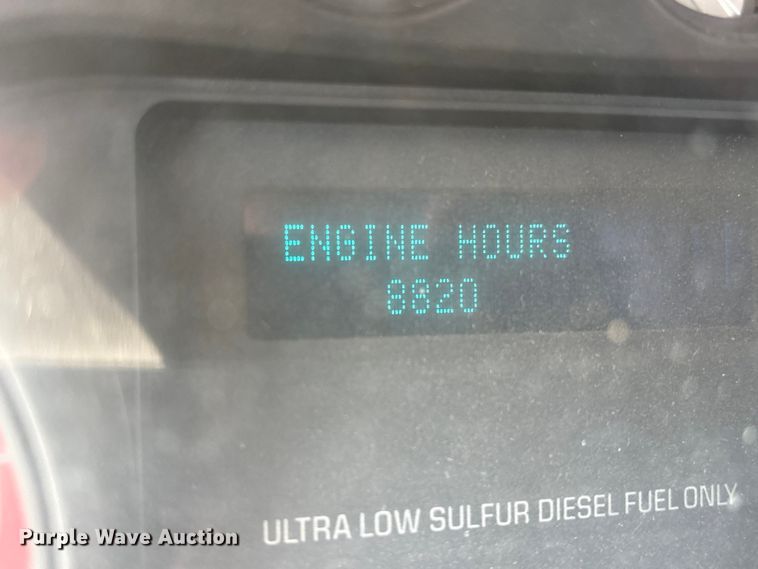 ENGINE HOURS
8820
ULTRA LOW SULFUR DIESEL FUEL ONLY
Purple Wave Auction